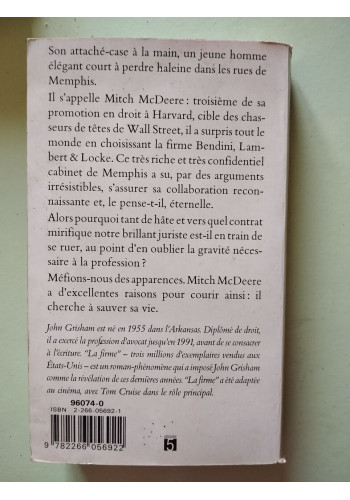 Son attaché-case à la main, un jeune homme
élégant court à perdre haleine dans les rues de
Memphis.
Il s'appelle Mitch McDeere : troisième de sa
promotion en droit à Harvard, cible des chas-
seurs de têtes de Wall Street, il a surpris tout le
monde en choisissant la firme Bendini, Lam-
bert & Locke. Ce très riche et très confidentiel
cabinet de Memphis a su, par des arguments
irrésistibles, s'assurer sa collaboration recon-
naissante et, le pense-t-il, éternelle.
Alors pourquoi tant de hâte et vers quel contrat
mirifique notre brillant juriste est-il en train de
se ruer, au point d'en oublier la gravité néces-
saire à la profession ?
Méfions-nous des apparences. Mitch McDeere
a d'excellentes raisons pour courir ainsi : il
cherche à sauver sa vie.
John Grisham est né en 1955 dans l'Arkansas. Diplômé de droit,
il a exercé la profession d'avocat jusqu'en 1991, avant de se consacrer
à l'écriture. "La firme" – trois millions d'exemplaires vendus aux
États-Unis – est un roman-phénomène qui a imposé John Grisham
comme la révélation de ces dernières années. "La firme" a été adaptée
au cinéma, avec Tom Cruise dans le rôle principal.
96074-0
ISBN 2-266-05692-1
9 782266 056922
5